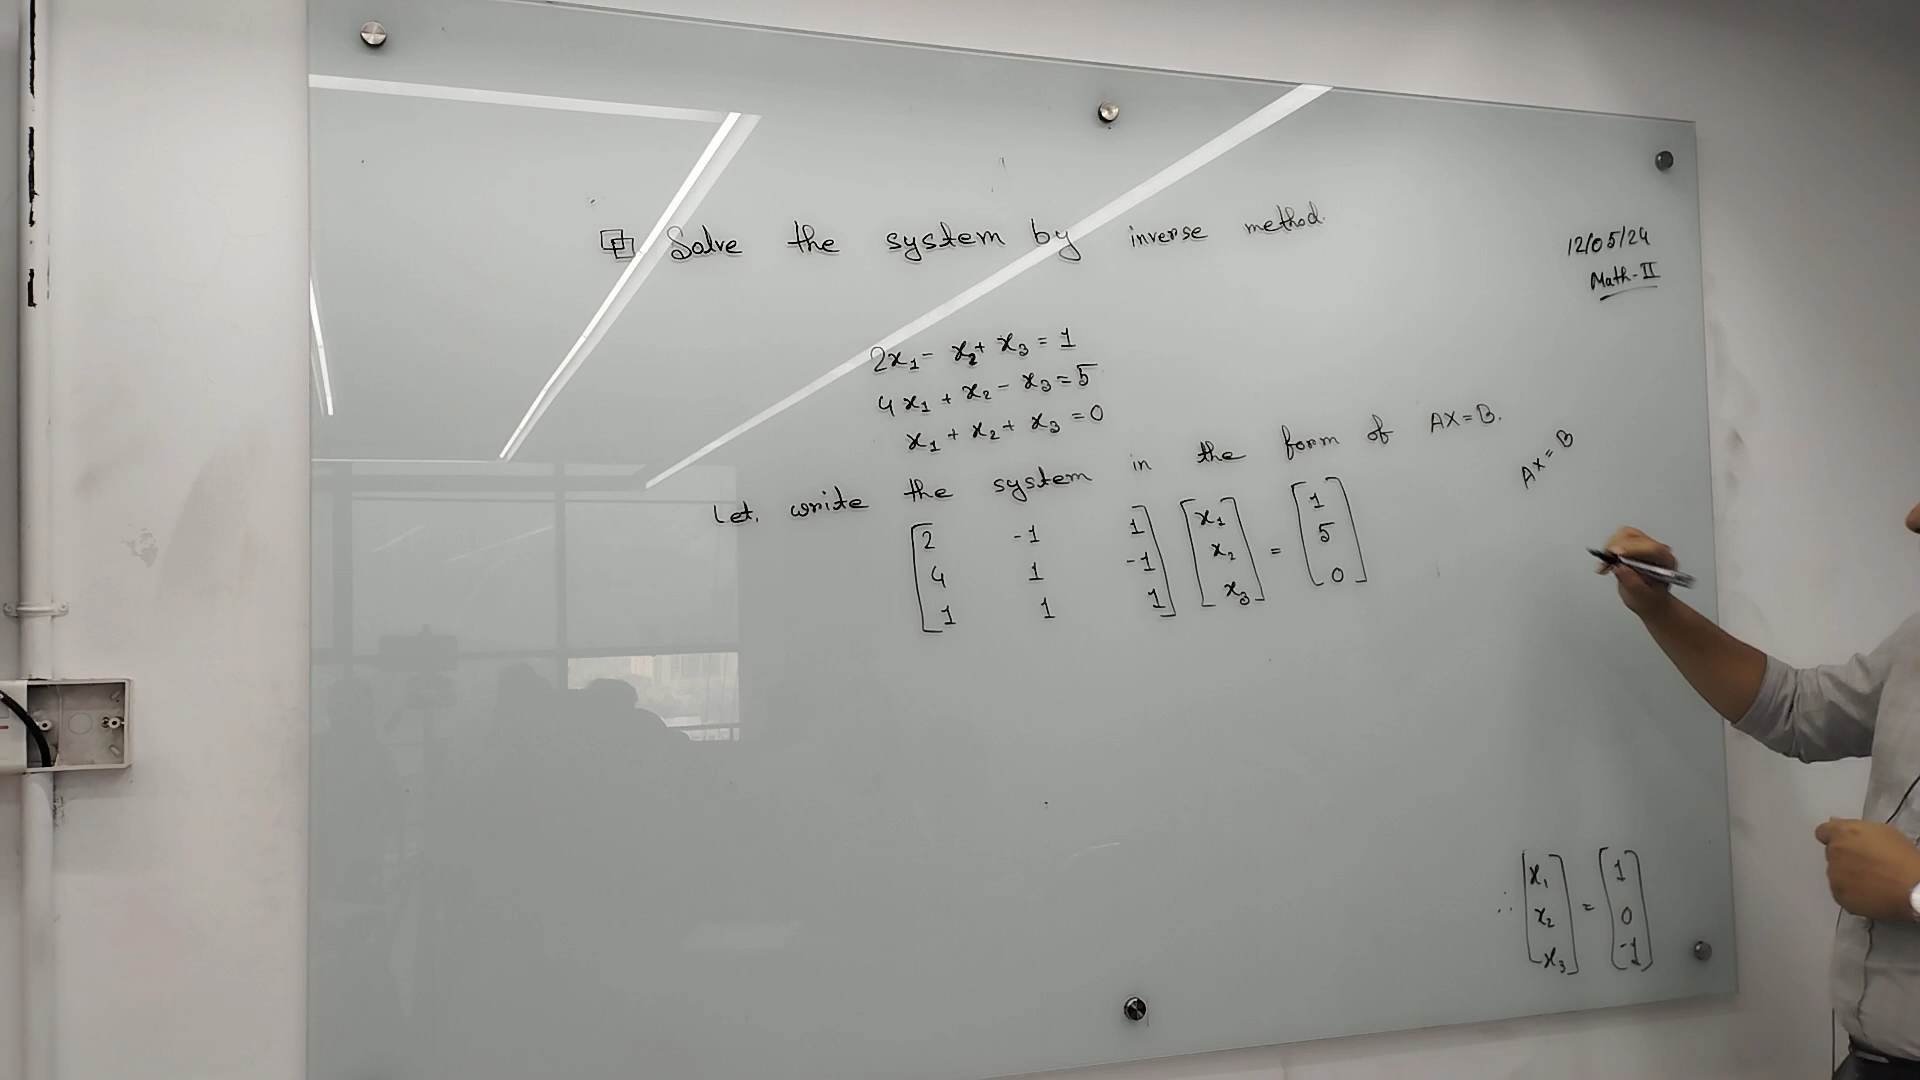 Solve the system by inverse method.
12/05/24
Math-II
2x₁ - x₂ + x₃ = 1
4x₁ + x₂ - x₃ = 5
x₁ + x₂ + x₃ = 0
Let, write the system in the form of AX=B.
AX = B
[2 -1 1] [x₁] [1]
[4 1 -1] [x₂] = [5]
[1 1 1] [x₃] [0]
[x₁] [1]
∴ [x₂] = [0]
[x₃] [-1]